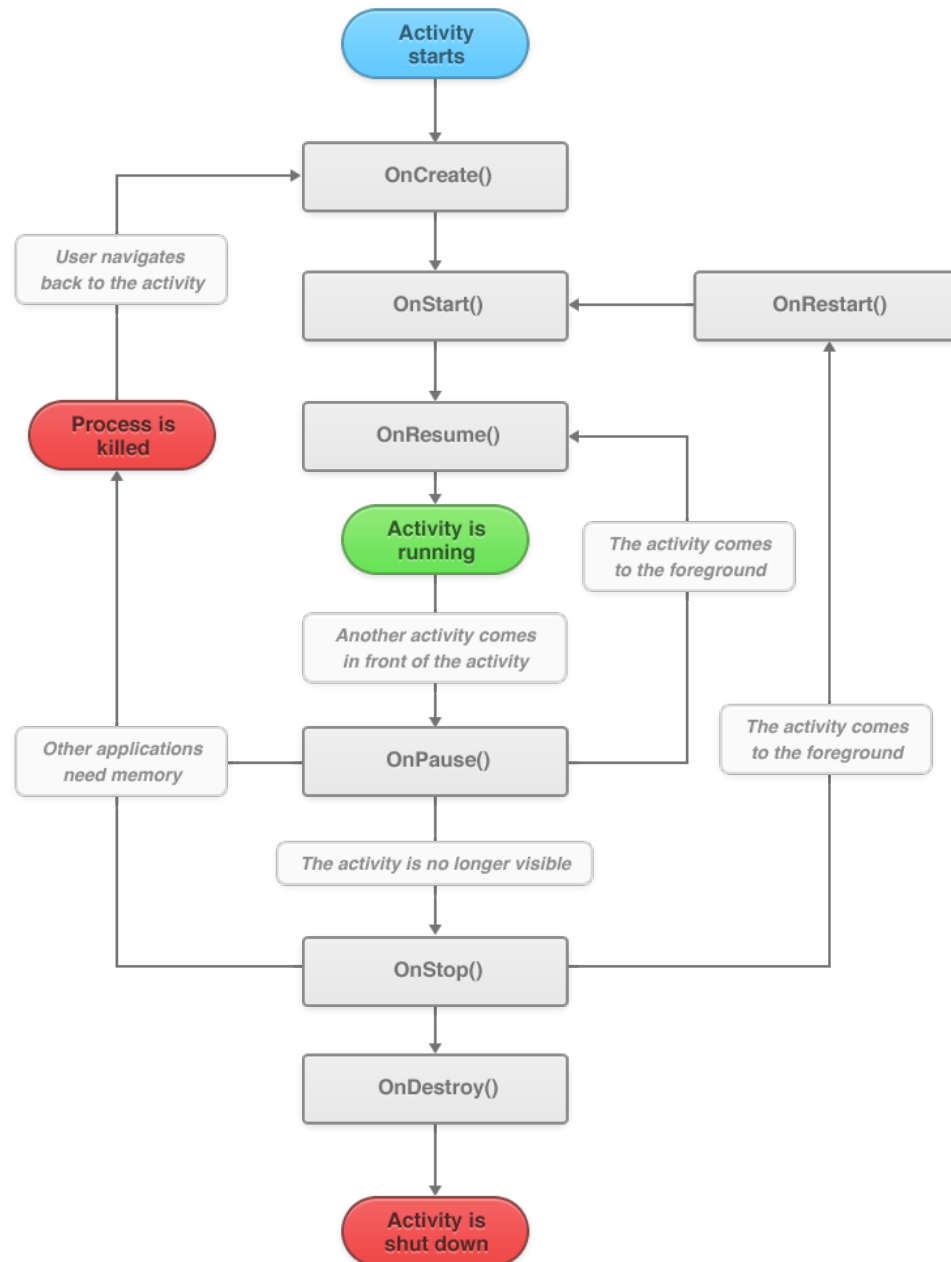 Activity
starts
OnCreate()
User navigates
back to the activity
OnStart()
OnRestart()
Process is
killed
OnResume()
Activity is
running
The activity comes
to the foreground
Another activity comes
in front of the activity
Other applications
need memory
OnPause()
The activity comes
to the foreground
The activity is no longer visible
OnStop()
OnDestroy()
Activity is
shut down